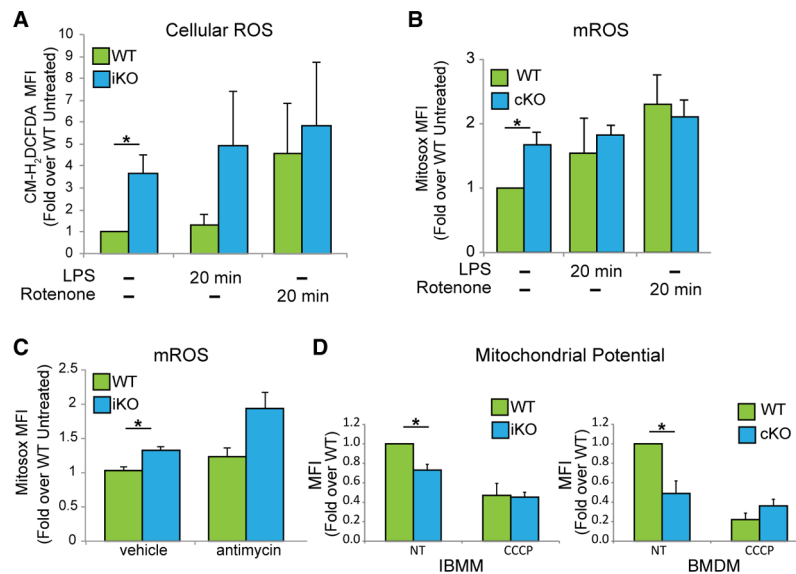 A
Cellular ROS
WT
iKO
CM-H₂DCFDA MFI
(Fold over WT Untreated)
10
9
8
7
6
5
4
3
2
1
0
*
LPS – 20 min –
Rotenone – – 20 min
B
mROS
WT
cKO
Mitosox MFI
(Fold over WT Untreated)
3
2
1
0
*
LPS – 20 min –
Rotenone – – 20 min
C
mROS
WT
iKO
Mitosox MFI
(Fold over WT Untreated)
2.5
2
1.5
1
0.5
0
*
vehicle antimycin
D
Mitochondrial Potential
WT
iKO
MFI
(Fold over WT)
1.2
1.0
0.8
0.6
0.4
0.2
0.0
*
NT CCCP
IBMM
WT
cKO
MFI
(Fold over WT)
1.2
1.0
0.8
0.6
0.4
0.2
0.0
*
NT CCCP
BMDM